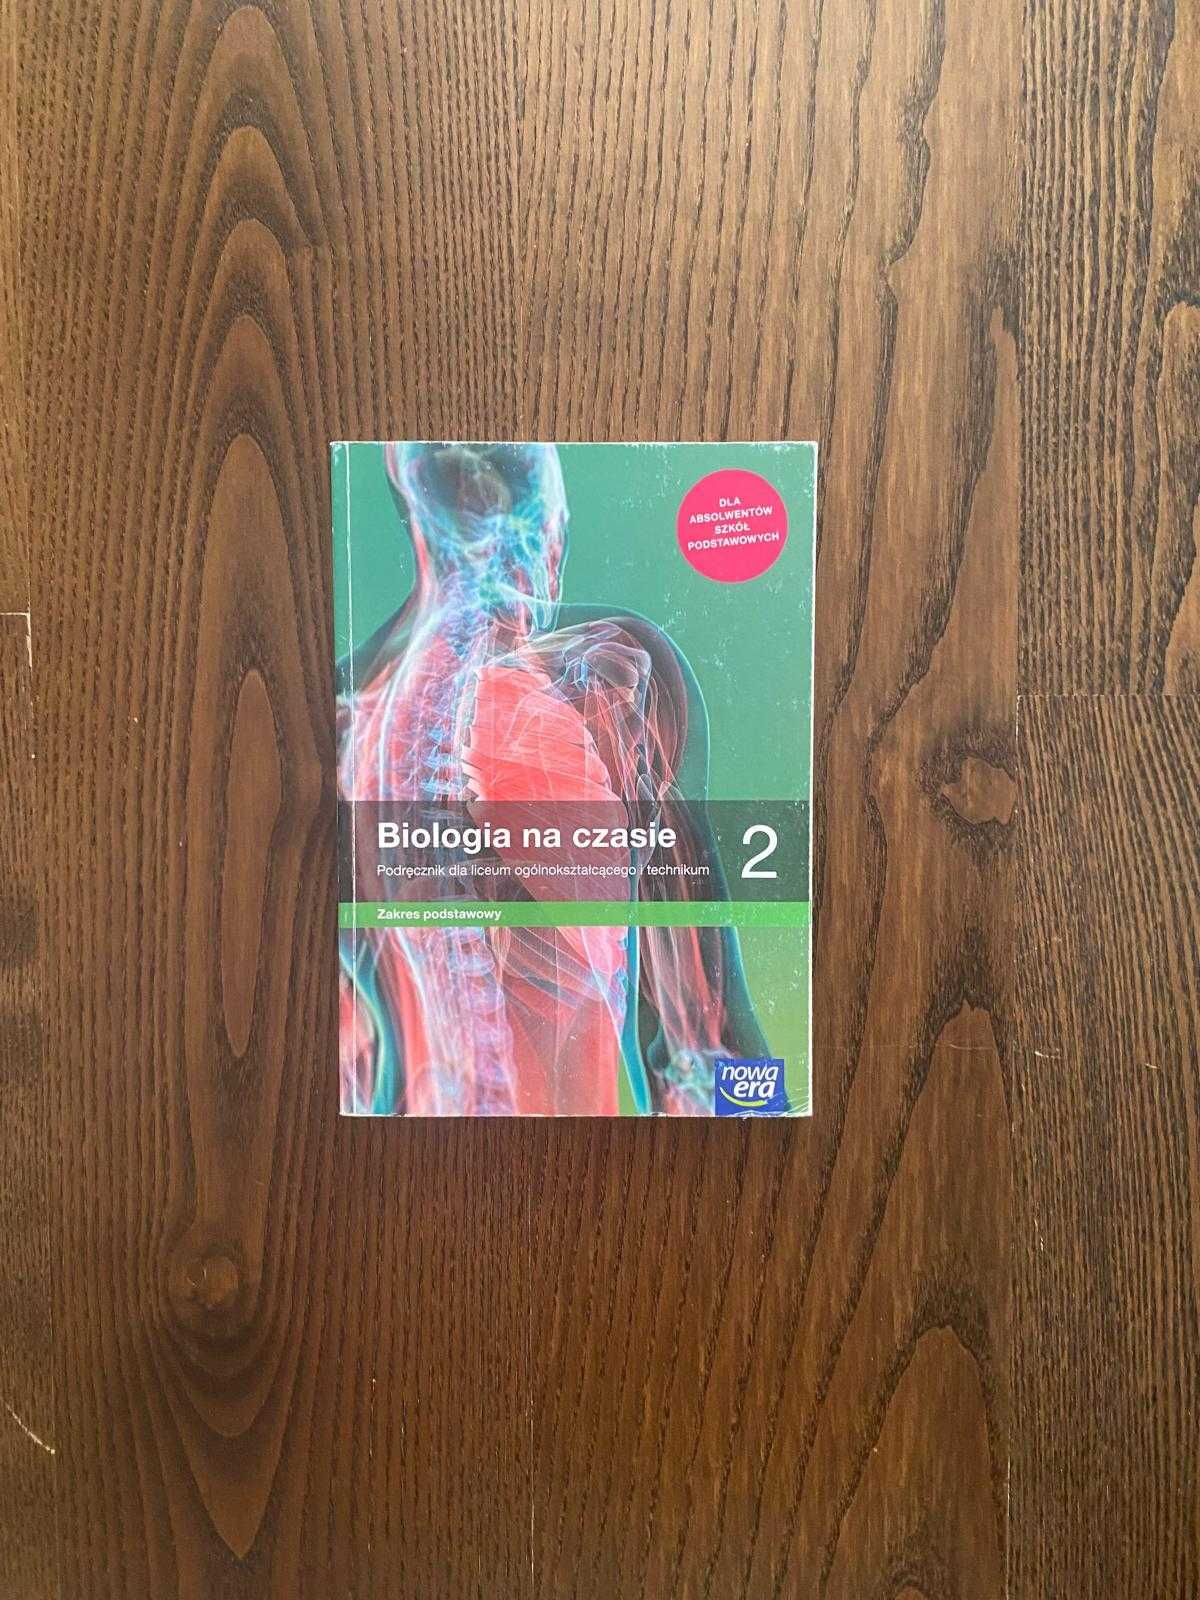 DLA
ABSOLWENTÓW
SZKÓŁ
PODSTAWOWYCH
Biologia na czasie 2
Podręcznik dla liceum ogólnokształcącego i technikum
Zakres podstawowy
nowa
era